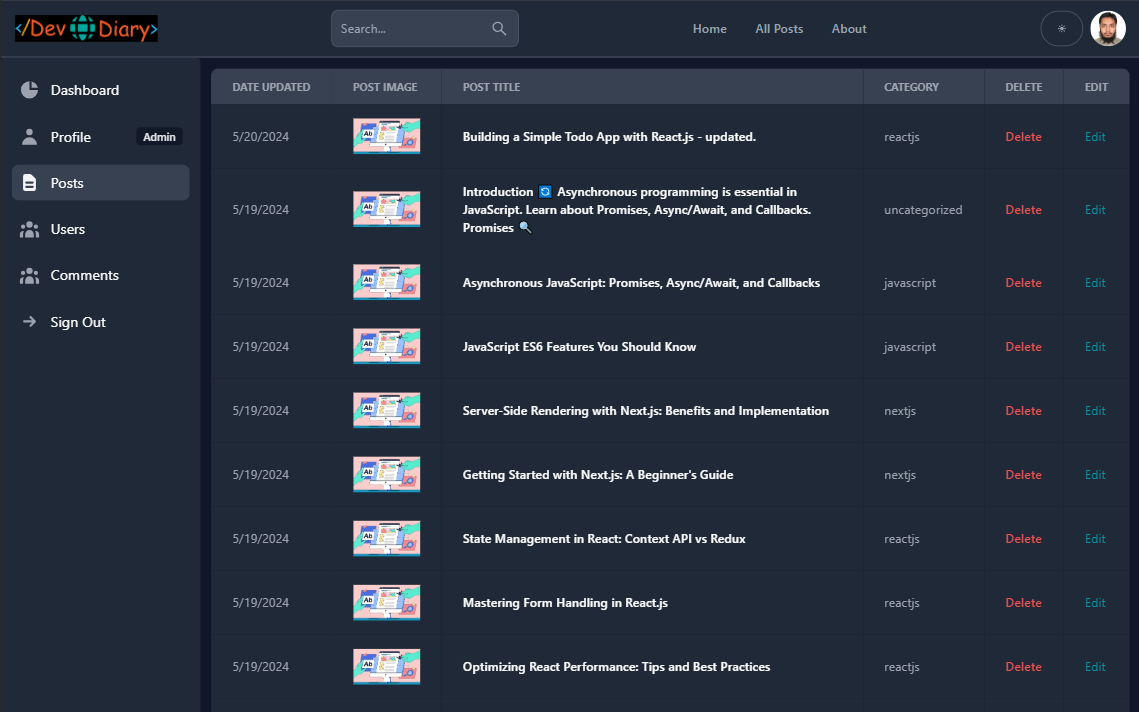 </Dev Diary>
Search...
Home All Posts About
Dashboard
Profile Admin
Posts
Users
Comments
Sign Out
DATE UPDATED POST IMAGE POST TITLE CATEGORY DELETE EDIT
5/20/2024 Ab Building a Simple Todo App with React.js - updated. reactjs Delete Edit
Introduction 🔄 Asynchronous programming is essential in
5/19/2024 Ab JavaScript. Learn about Promises, Async/Await, and Callbacks. uncategorized Delete Edit
Promises 🔍
5/19/2024 Ab Asynchronous JavaScript: Promises, Async/Await, and Callbacks javascript Delete Edit
5/19/2024 Ab JavaScript ES6 Features You Should Know javascript Delete Edit
5/19/2024 Ab Server-Side Rendering with Next.js: Benefits and Implementation nextjs Delete Edit
5/19/2024 Ab Getting Started with Next.js: A Beginner's Guide nextjs Delete Edit
5/19/2024 Ab State Management in React: Context API vs Redux reactjs Delete Edit
5/19/2024 Ab Mastering Form Handling in React.js reactjs Delete Edit
5/19/2024 Ab Optimizing React Performance: Tips and Best Practices reactjs Delete Edit